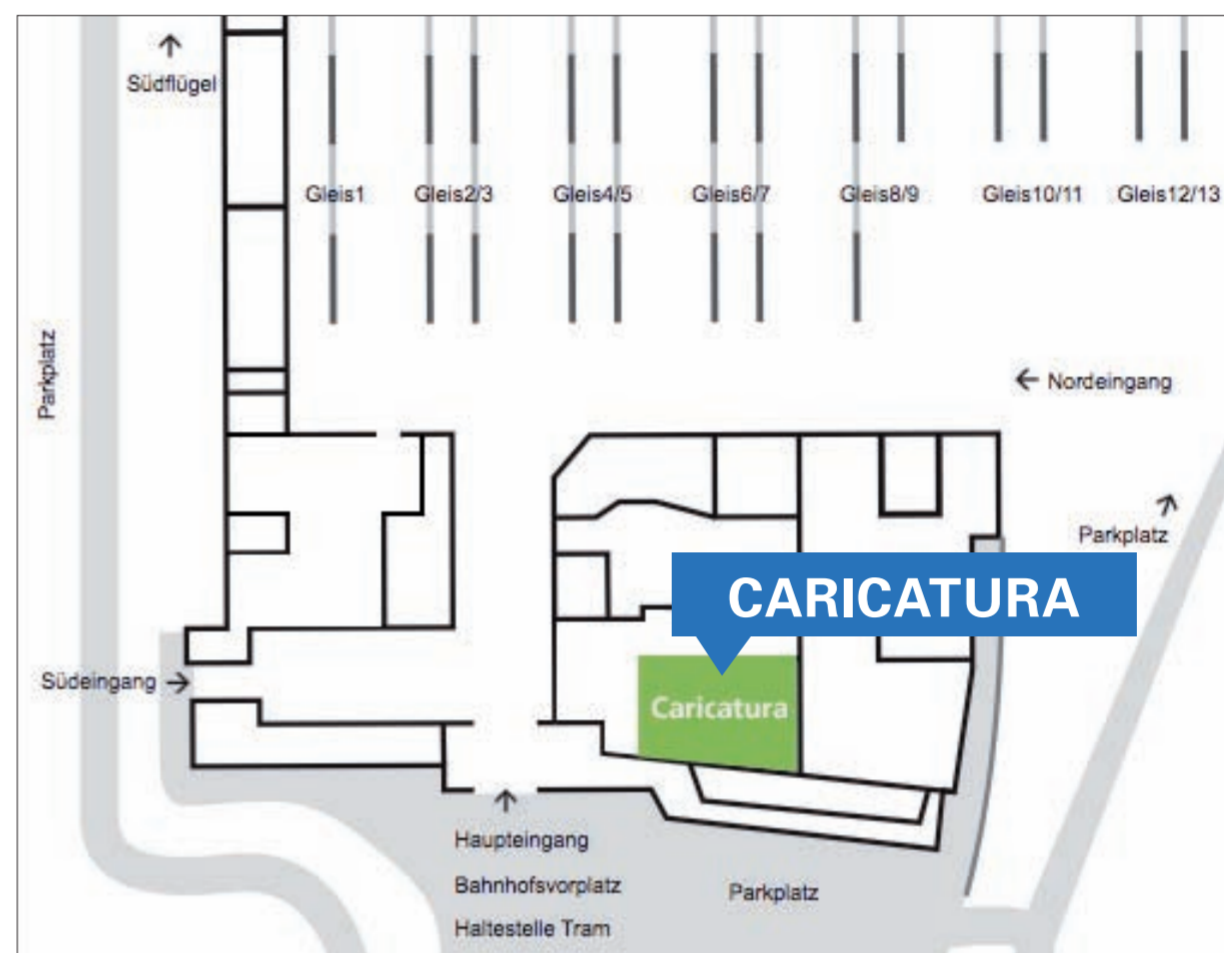 Südflügel
Gleis1 Gleis2/3 Gleis4/5 Gleis6/7 Gleis8/9 Gleis10/11 Gleis12/13
Parkplatz
Nordeingang
Parkplatz
CARICATURA
Südeingang
Caricatura
Haupteingang
Bahnhofsvorplatz
Parkplatz
Haltestelle Tram